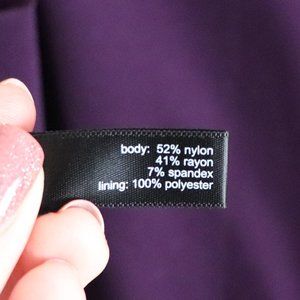 body: 52% nylon
41% rayon
7% spandex
lining: 100% polyester